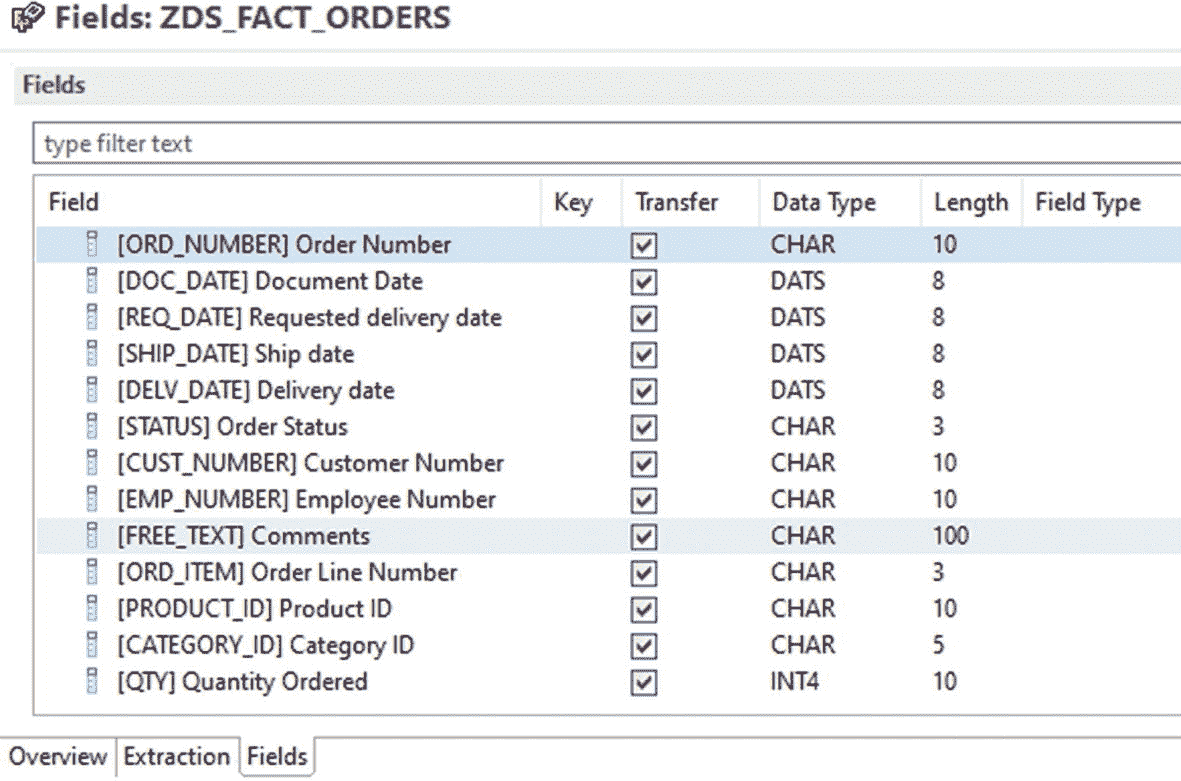 Fields: ZDS_FACT_ORDERS
Fields
type filter text
Field Key Transfer Data Type Length Field Type
[ORD_NUMBER] Order Number CHAR 10
[DOC_DATE] Document Date DATS 8
[REQ_DATE] Requested delivery date DATS 8
[SHIP_DATE] Ship date DATS 8
[DELV_DATE] Delivery date DATS 8
[STATUS] Order Status CHAR 3
[CUST_NUMBER] Customer Number CHAR 10
[EMP_NUMBER] Employee Number CHAR 10
[FREE_TEXT] Comments CHAR 100
[ORD_ITEM] Order Line Number CHAR 3
[PRODUCT_ID] Product ID CHAR 10
[CATEGORY_ID] Category ID CHAR 5
[QTY] Quantity Ordered INT4 10
Overview Extraction Fields